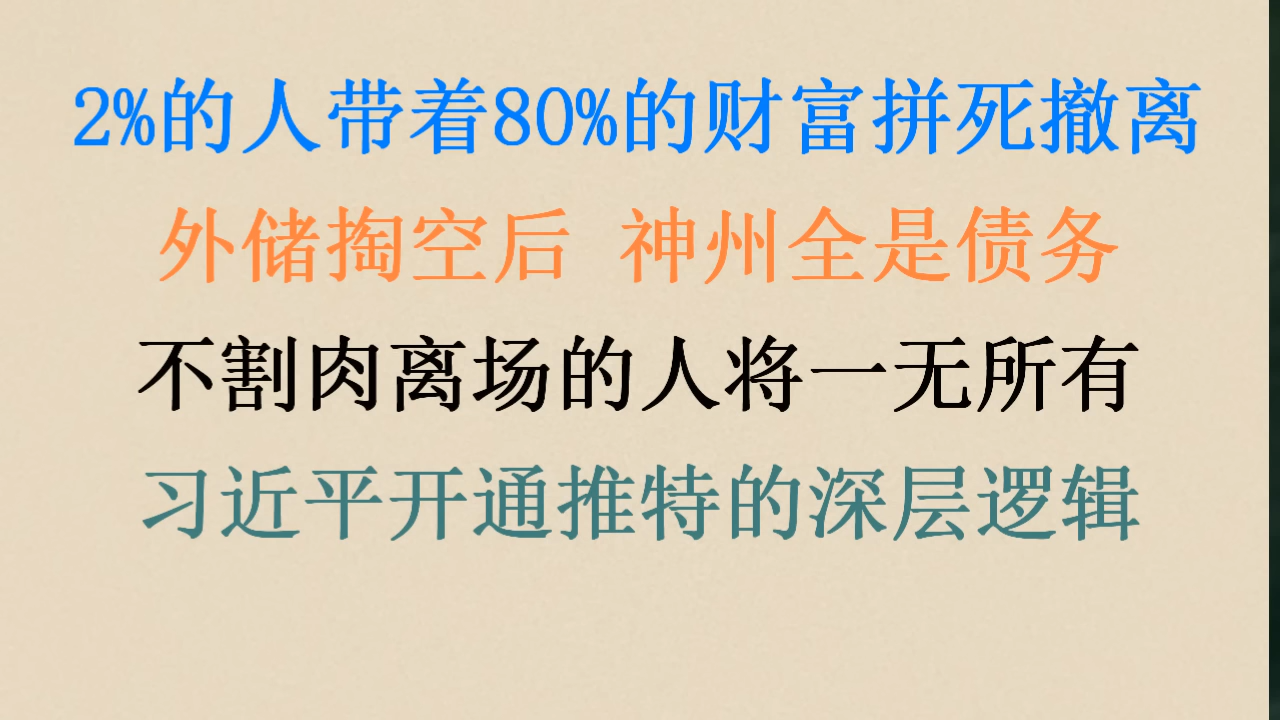 2%的人带着80%的财富拼死撤离
外储掏空后 神州全是债务
不割肉离场的人将一无所有
习近平开通推特的深层逻辑